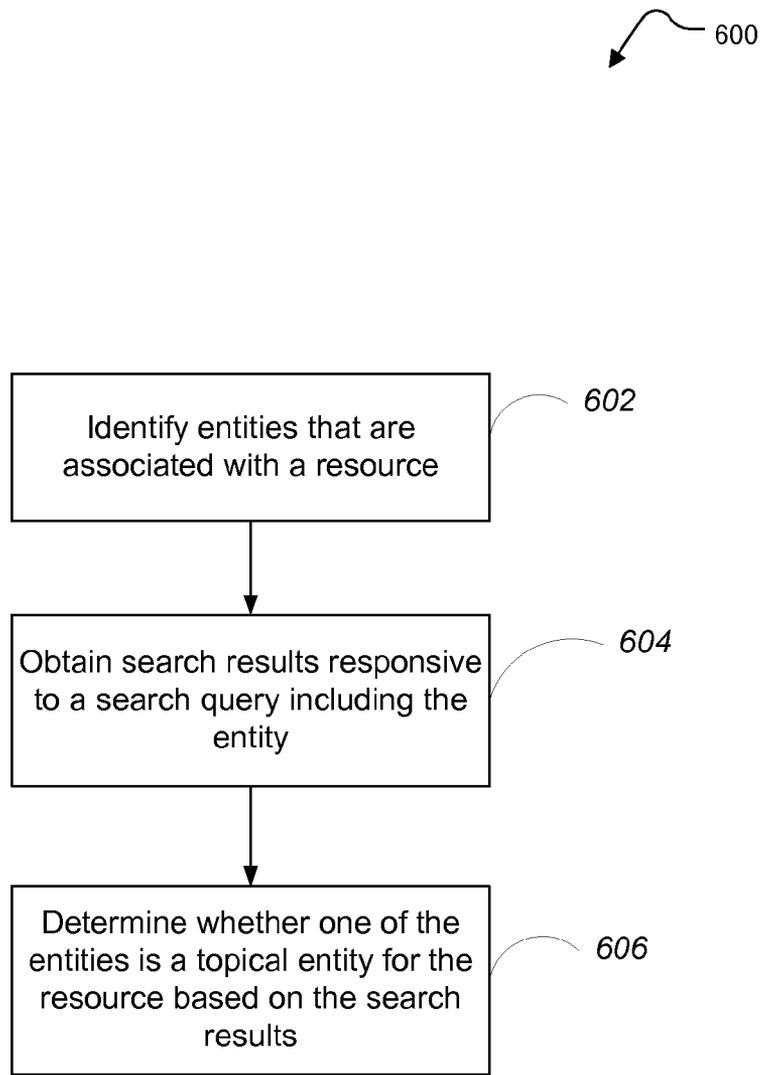 600
Identify entities that are
associated with a resource
602
Obtain search results responsive
to a search query including the
entity
604
Determine whether one of the
entities is a topical entity for the
resource based on the search
results
606